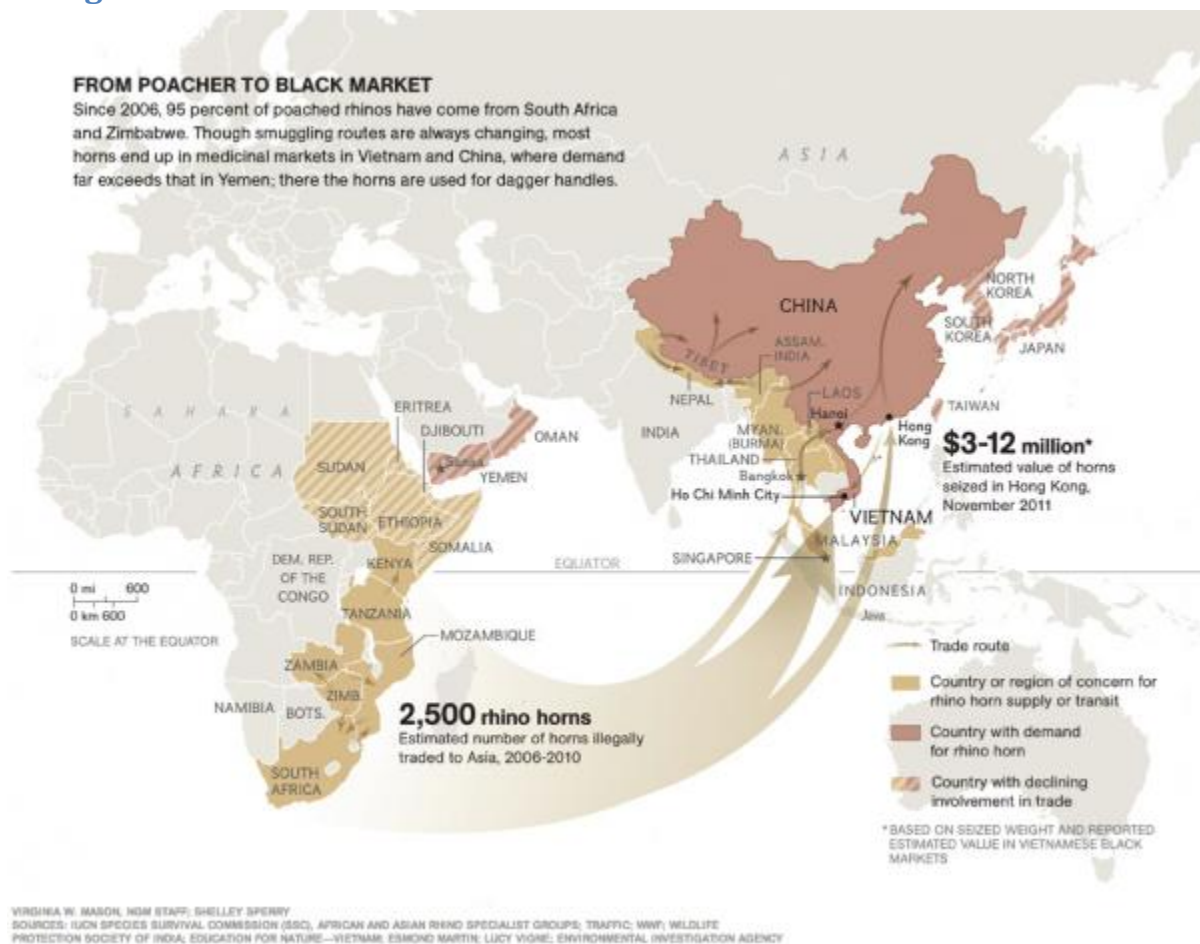 FROM POACHER TO BLACK MARKET
Since 2006, 95 percent of poached rhinos have come from South Africa
and Zimbabwe. Though smuggling routes are always changing, most
horns end up in medicinal markets in Vietnam and China, where demand
far exceeds that in Yemen; there the horns are used for dagger handles.
ASIA
CHINA
NORTH
KOREA
SOUTH
KOREA
JAPAN
TIBET
ASSAM,
INDIA
NEPAL
LAOS
Hanoi
TAIWAN
INDIA
MYAN.
(BURMA)
Hong
Kong
THAILAND
Bangkok
Ho Chi Minh City
VIETNAM
$3-12 million*
Estimated value of horns
seized in Hong Kong,
November 2011
MALAYSIA
SINGAPORE
INDONESIA
Java
SAHARA
AFRICA
ERITREA
DJIBOUTI
OMAN
Sanaa
YEMEN
SUDAN
SOUTH
SUDAN
ETHIOPIA
SOMALIA
DEM. REP.
OF THE
CONGO
KENYA
EQUATOR
0 mi 600
0 km 600
SCALE AT THE EQUATOR
TANZANIA
MOZAMBIQUE
ZAMBIA
ZIMB.
NAMIBIA
BOTS.
SOUTH
AFRICA
2,500 rhino horns
Estimated number of horns illegally
traded to Asia, 2006-2010
Trade route
Country or region of concern for
rhino horn supply or transit
Country with demand
for rhino horn
Country with declining
involvement in trade
*BASED ON SEIZED WEIGHT AND REPORTED
ESTIMATED VALUE IN VIETNAMESE BLACK
MARKETS
VIRGINIA W. MASON, NGM STAFF; SHELLEY SPERRY
SOURCES: IUCN SPECIES SURVIVAL COMMISSION (SSC), AFRICAN AND ASIAN RHINO SPECIALIST GROUPS; TRAFFIC; WWF; WILDLIFE
PROTECTION SOCIETY OF INDIA; EDUCATION FOR NATURE—VIETNAM; ESMOND MARTIN; LUCY VIGNE; ENVIRONMENTAL INVESTIGATION AGENCY